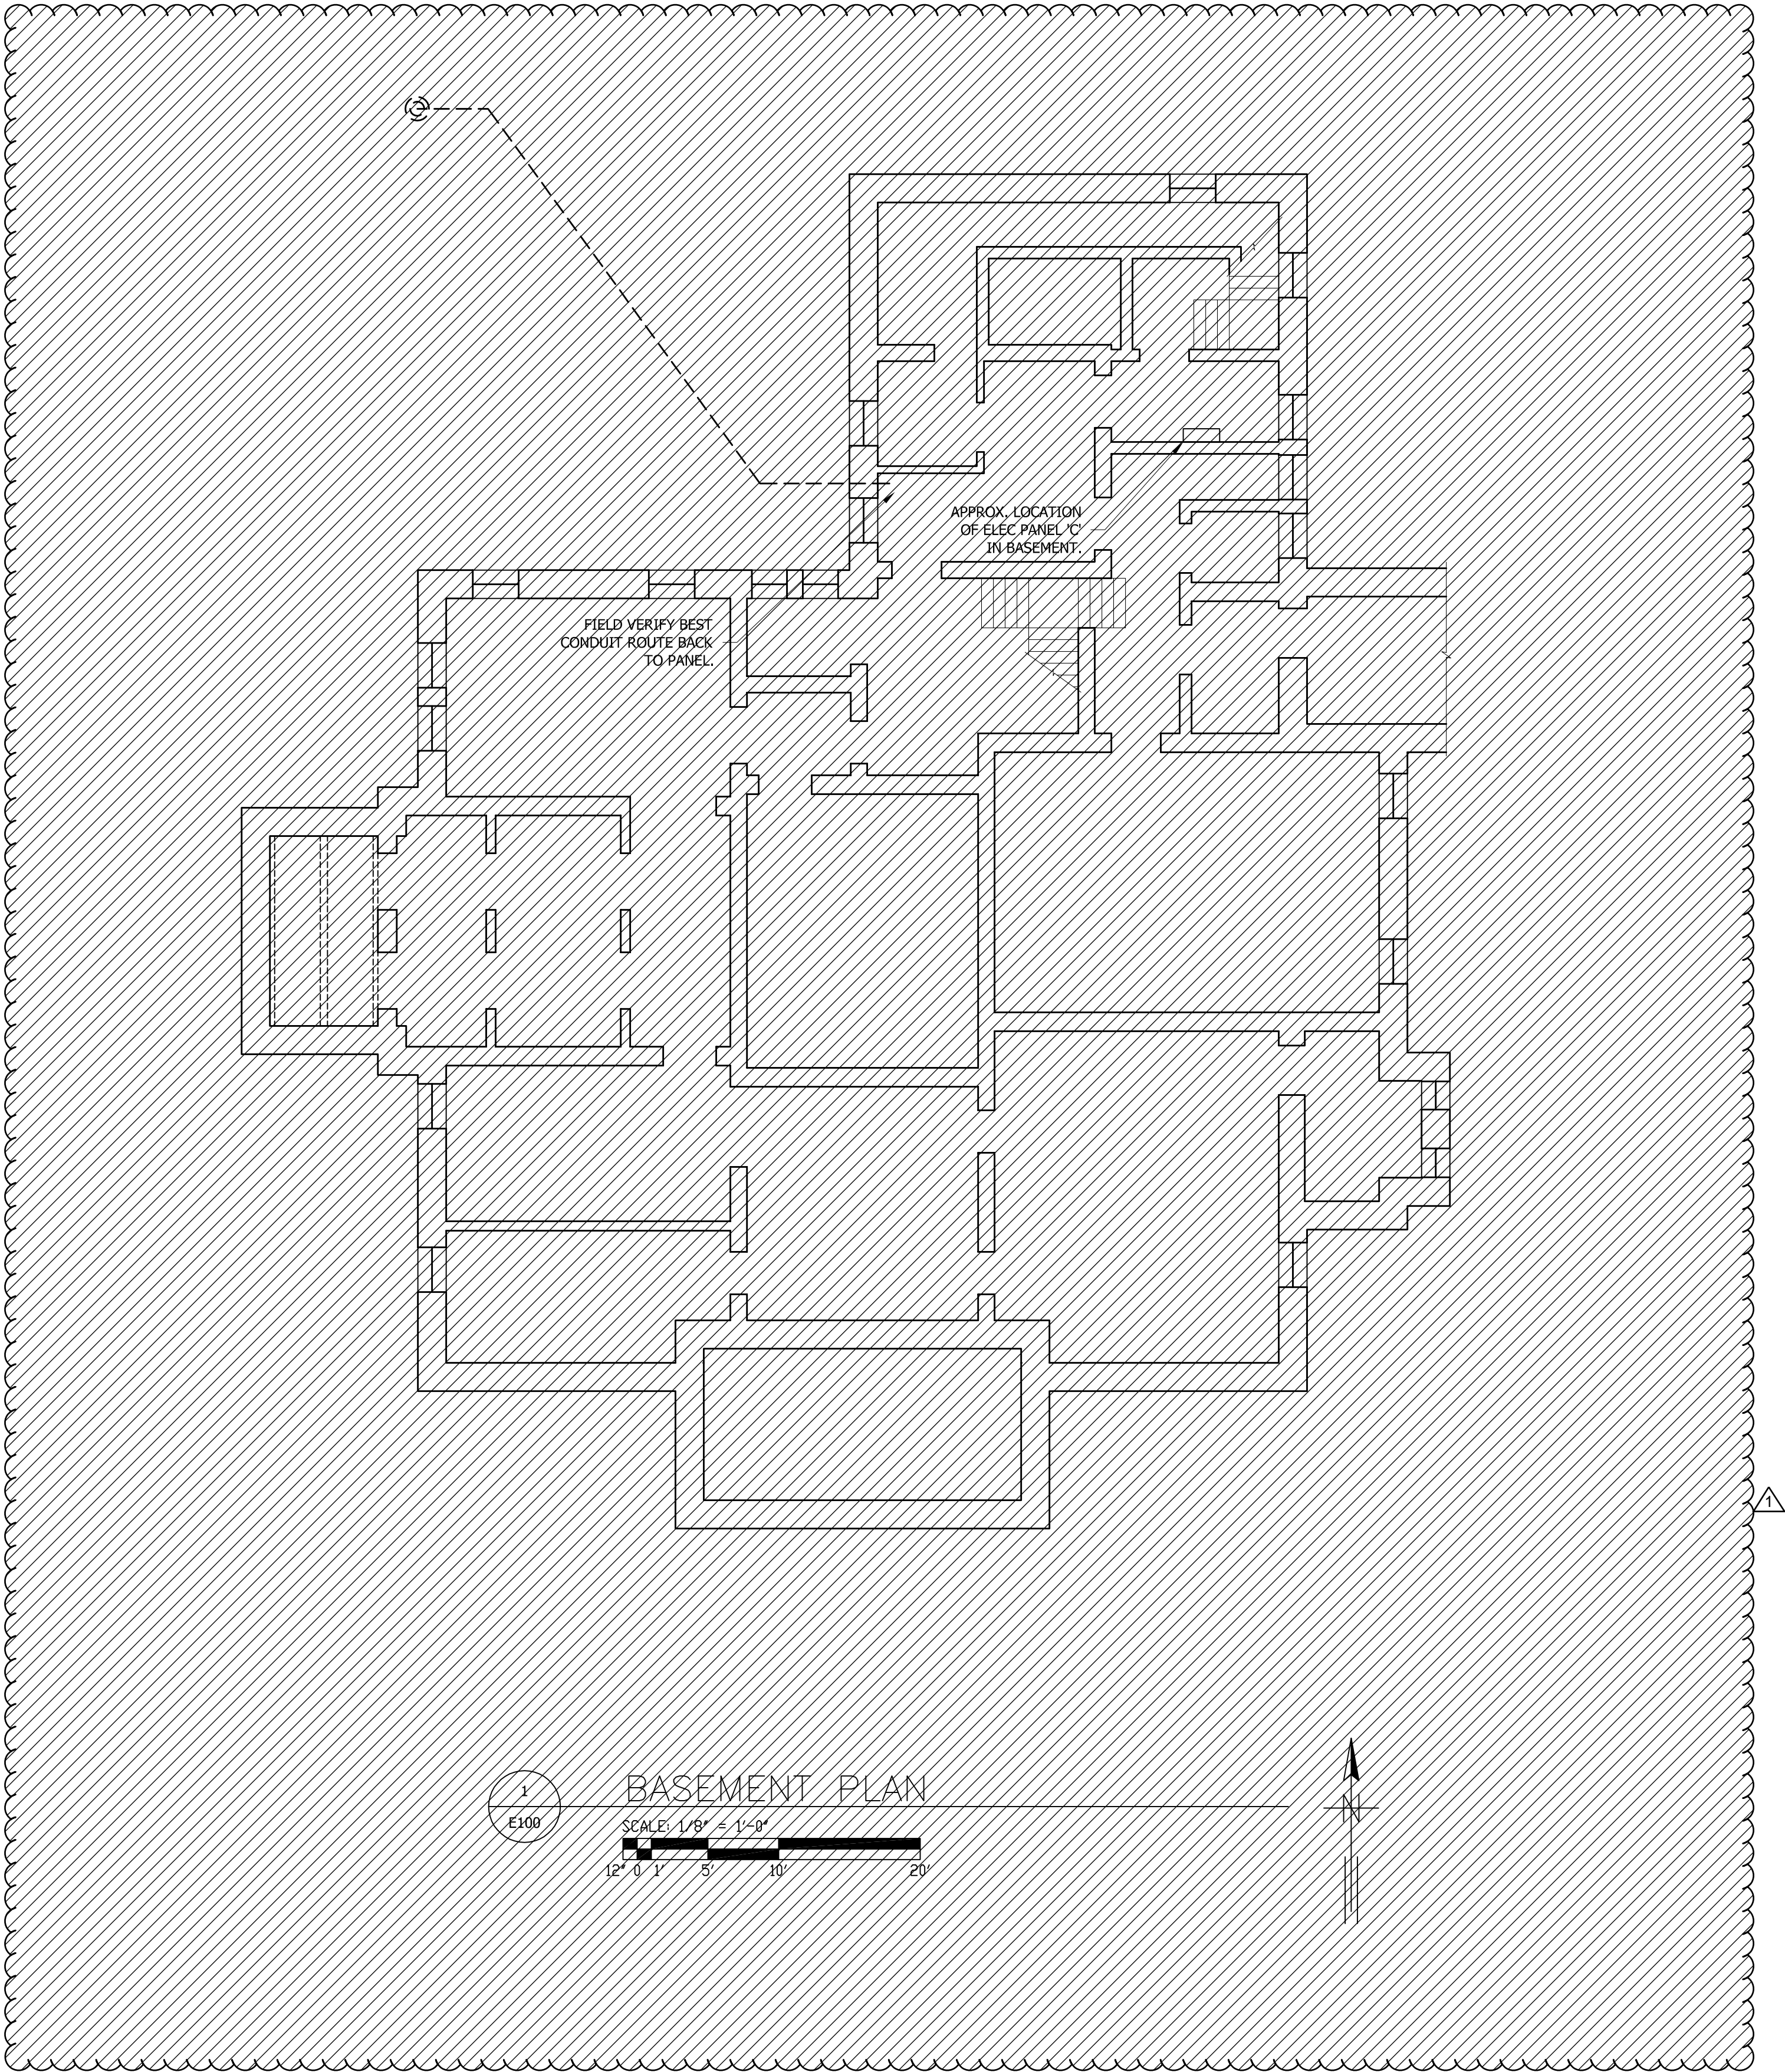 APPROX. LOCATION
OF ELEC PANEL 'C'
IN BASEMENT.
FIELD VERIFY BEST
CONDUIT ROUTE BACK
TO PANEL.
1
1
E100
BASEMENT PLAN
SCALE: 1/8" = 1'-0"
12" 0 1' 5' 10' 20'
N